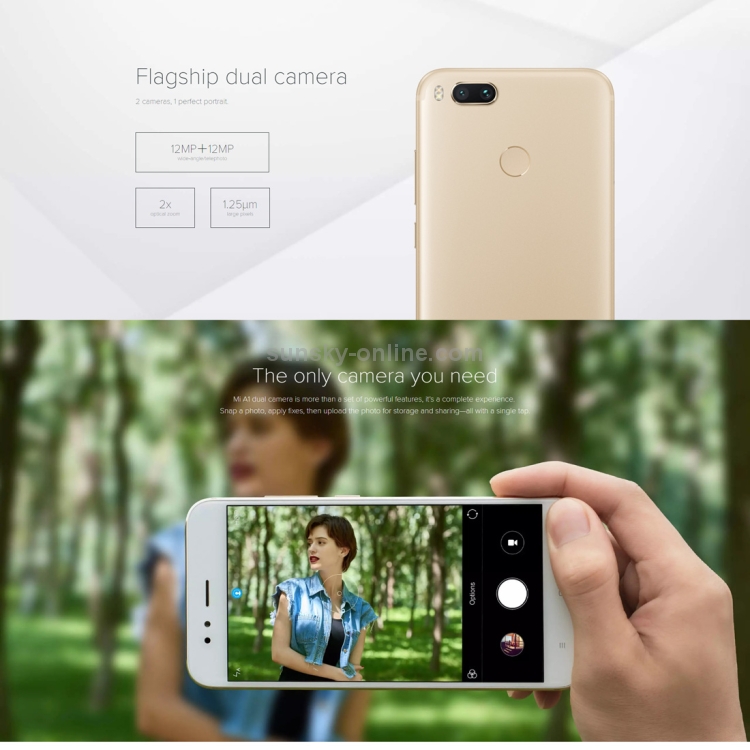 Flagship dual camera
2 cameras, 1 perfect portrait.
12MP+12MP
wide-angle/telephoto
2x
optical zoom
1.25μm
large pixels
sunsky-online.com
The only camera you need
Mi A1 dual camera is more than a set of powerful features, it's a complete experience.
Snap a photo, apply fixes, then upload the photo for storage and sharing—all with a single tap.
Options